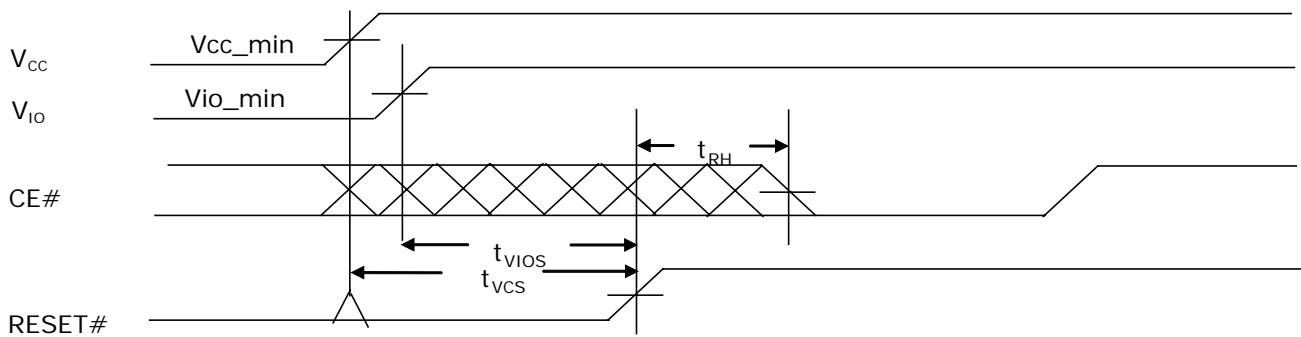 Vcc_min
VCC
Vio_min
VIO
tRH
CE#
tVIOS
tVCS
RESET#